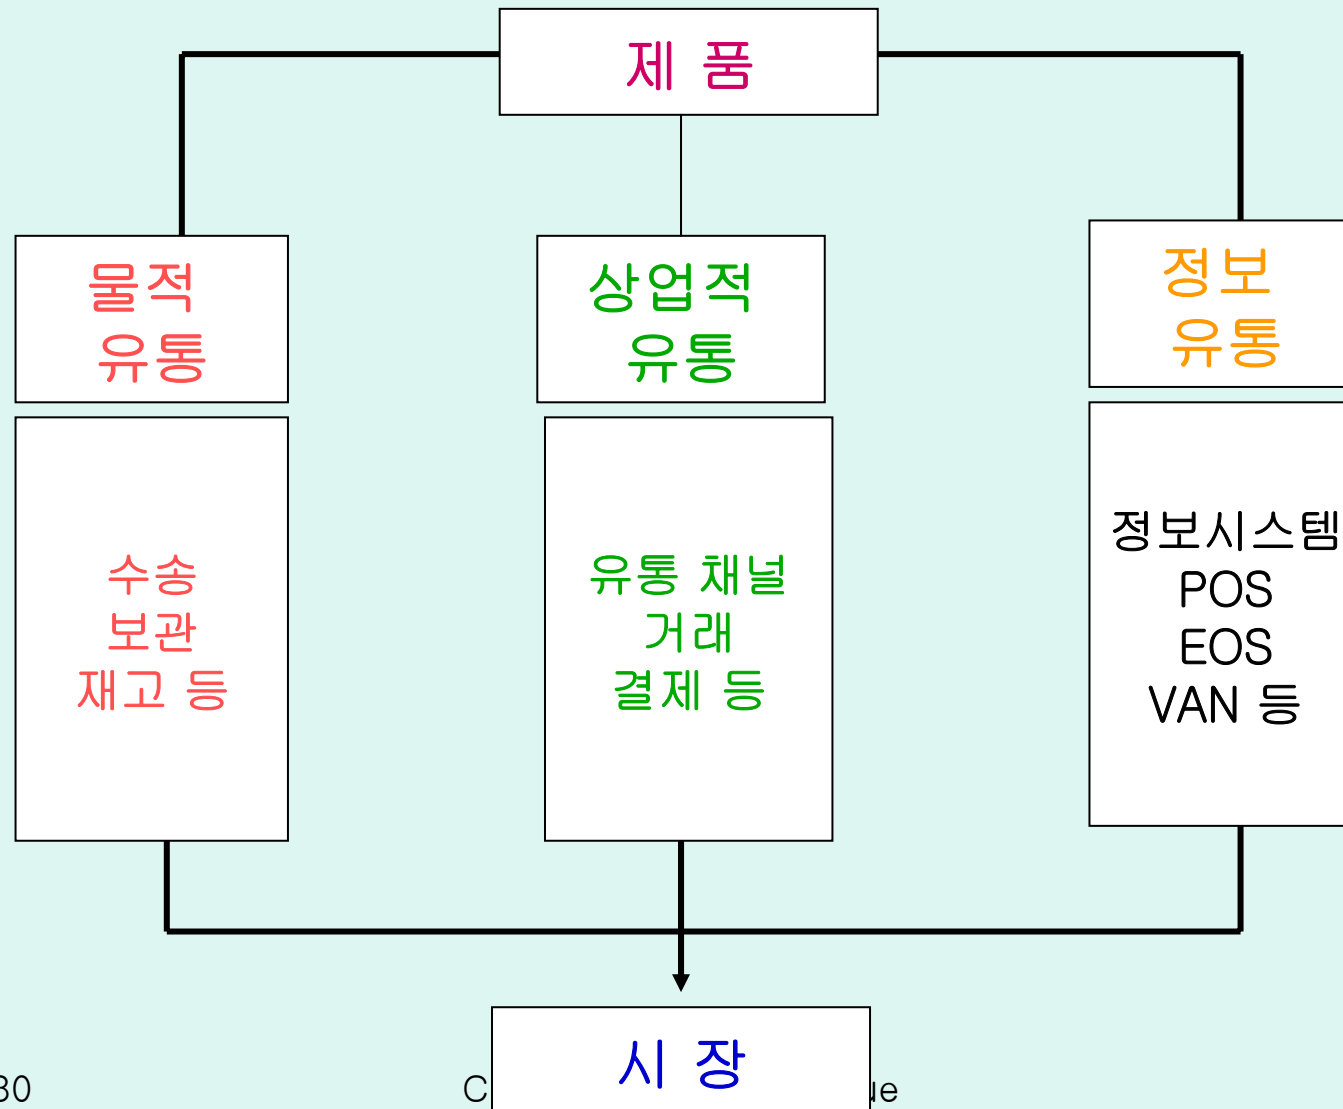 제 품
물적
유통
상업적
유통
정보
유통
수송
보관
재고 등
유통 채널
거래
결제 등
정보시스템
POS
EOS
VAN 등
시 장